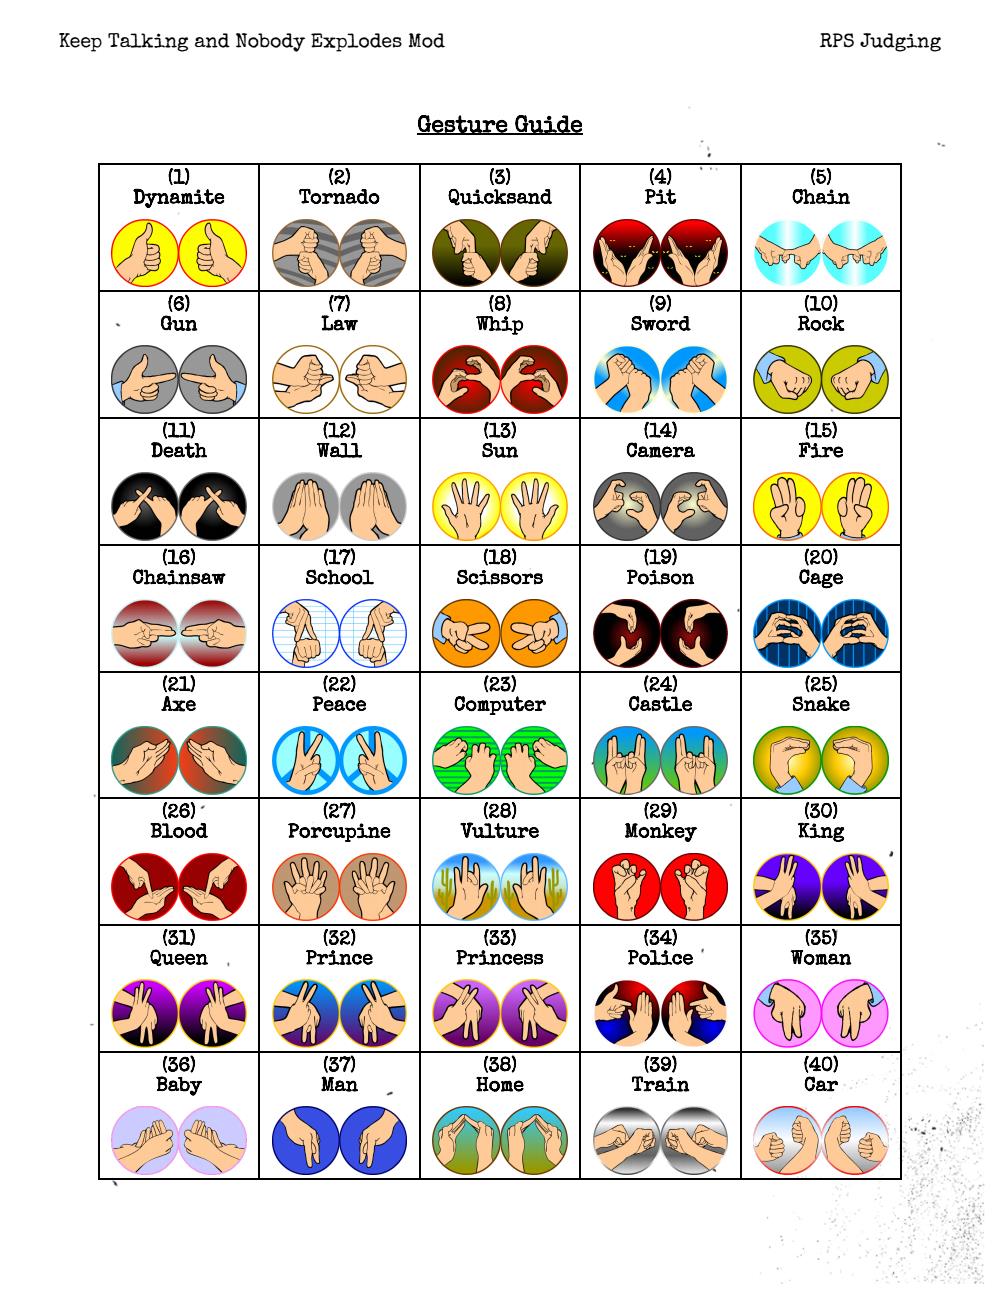 Keep Talking and Nobody Explodes Mod RPS Judging
Gesture Guide
(1) (2) (3) (4) (5)
Dynamite Tornado Quicksand Pit Chain
(6) (7) (8) (9) (10)
Gun Law Whip Sword Rock
(11) (12) (13) (14) (15)
Death Wall Sun Camera Fire
(16) (17) (18) (19) (20)
Chainsaw School Scissors Poison Cage
(21) (22) (23) (24) (25)
Axe Peace Computer Castle Snake
(26) (27) (28) (29) (30)
Blood Porcupine Vulture Monkey King
(31) (32) (33) (34) (35)
Queen Prince Princess Police Woman
(36) (37) (38) (39) (40)
Baby Man Home Train Car